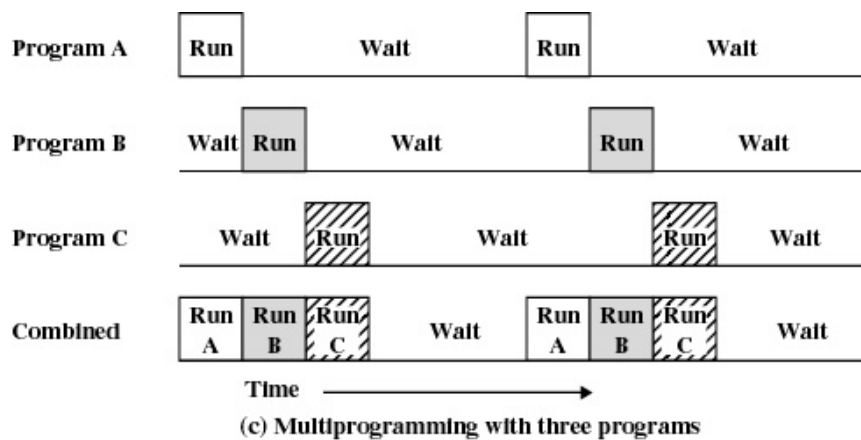 Program A Run Wait Run Wait
Program B Wait Run Wait Run Wait
Program C Wait Run Wait Run Wait
Combined Run A Run B Run C Wait Run A Run B Run C Wait
Time
(c) Multiprogramming with three programs